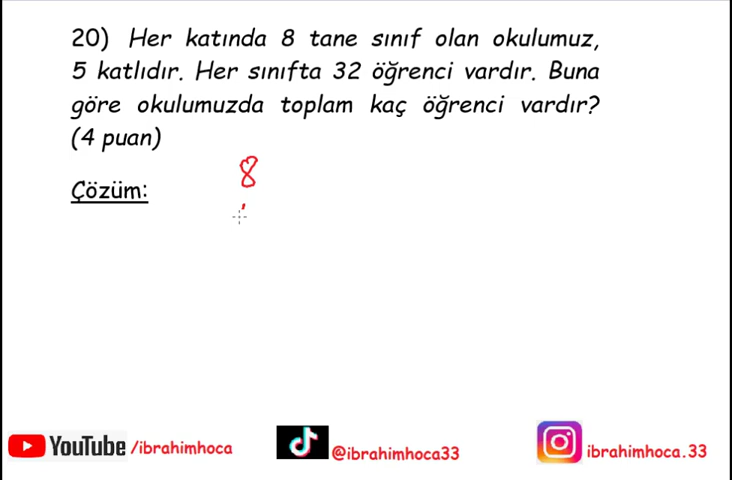 20) Her katında 8 tane sınıf olan okulumuz,
5 katlıdır. Her sınıfta 32 öğrenci vardır. Buna
göre okulumuzda toplam kaç öğrenci vardır?
(4 puan)
8
Çözüm:
YouTube /ibrahimhoca
@ibrahimhoca33
ibrahimhoca.33